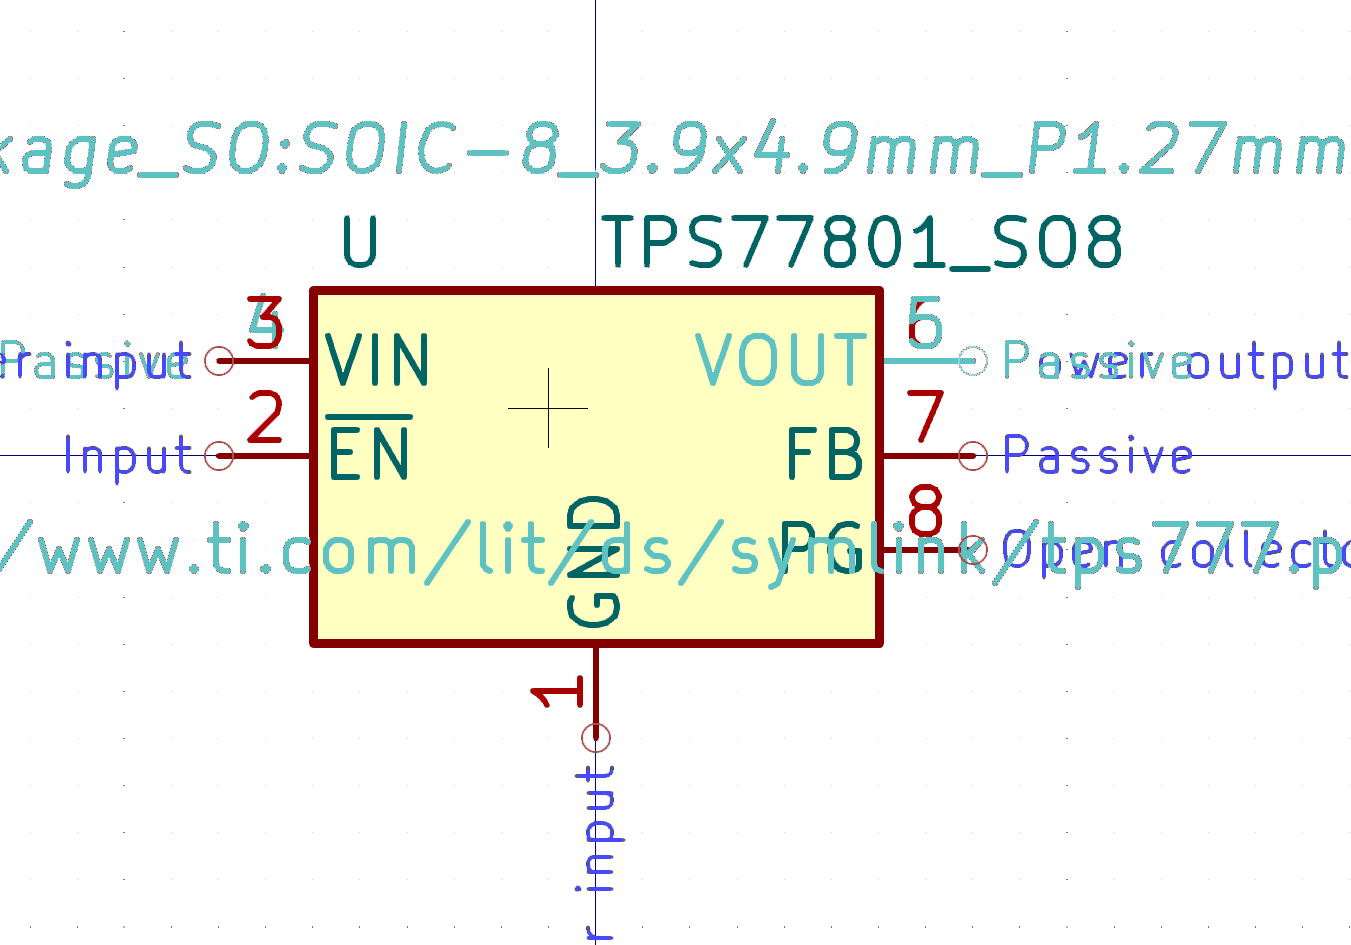 kage_SO:SOIC-8_3.9x4.9mm_P1.27mm
U TPS77801_SO8
3 4 5 6
Passive r input VIN VOUT Passive ower output
2 7
Input EN FB Passive
8
/www.ti.com/lit/ds/symlink/tps777.p
PG Open collecto
GND
1
r input